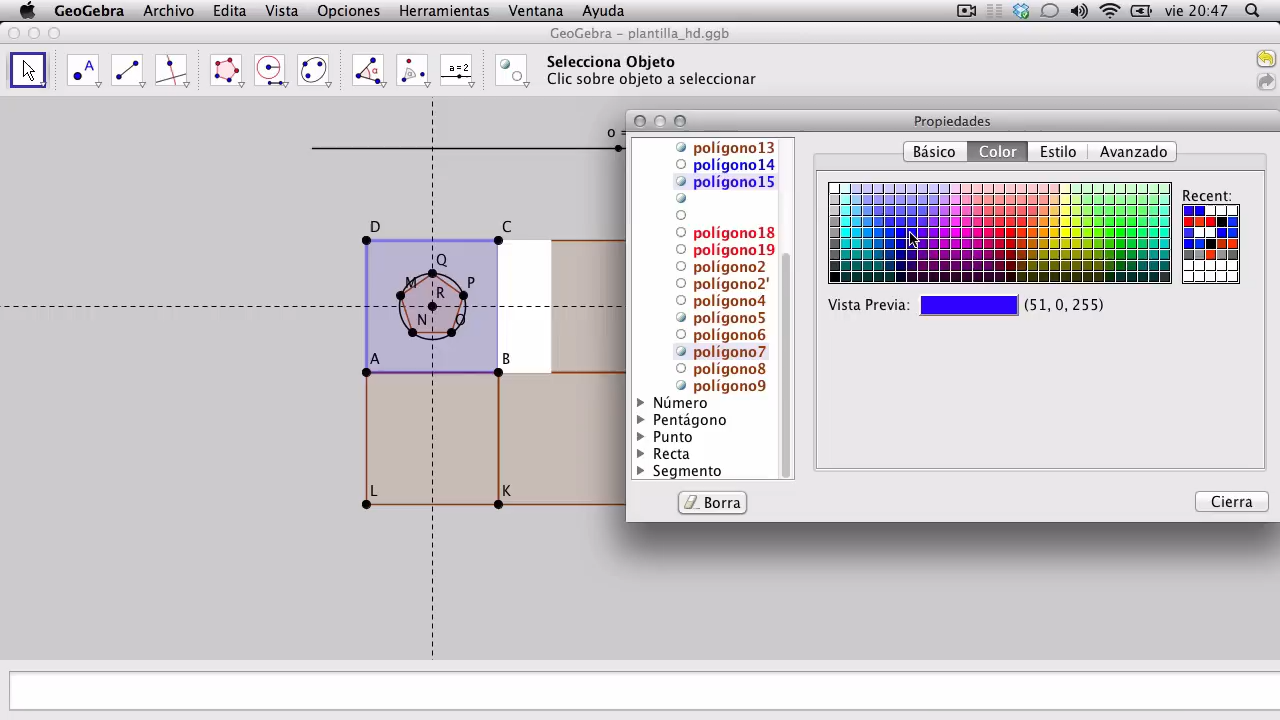 GeoGebra Archivo Edita Vista Opciones Herramientas Ventana Ayuda vie 20:47
GeoGebra – plantilla_hd.ggb
A
α
a = 2
Selecciona Objeto
Clic sobre objeto a seleccionar
o =
Propiedades
polígono13
polígono14
polígono15
polígono18
polígono19
polígono2
polígono2'
polígono4
polígono5
polígono6
polígono7
polígono8
polígono9
Número
Pentágono
Punto
Recta
Segmento
Borra
Básico Color Estilo Avanzado
Recent:
Vista Previa: (51, 0, 255)
Cierra
D C
Q
M P
R
N O
A B
L K